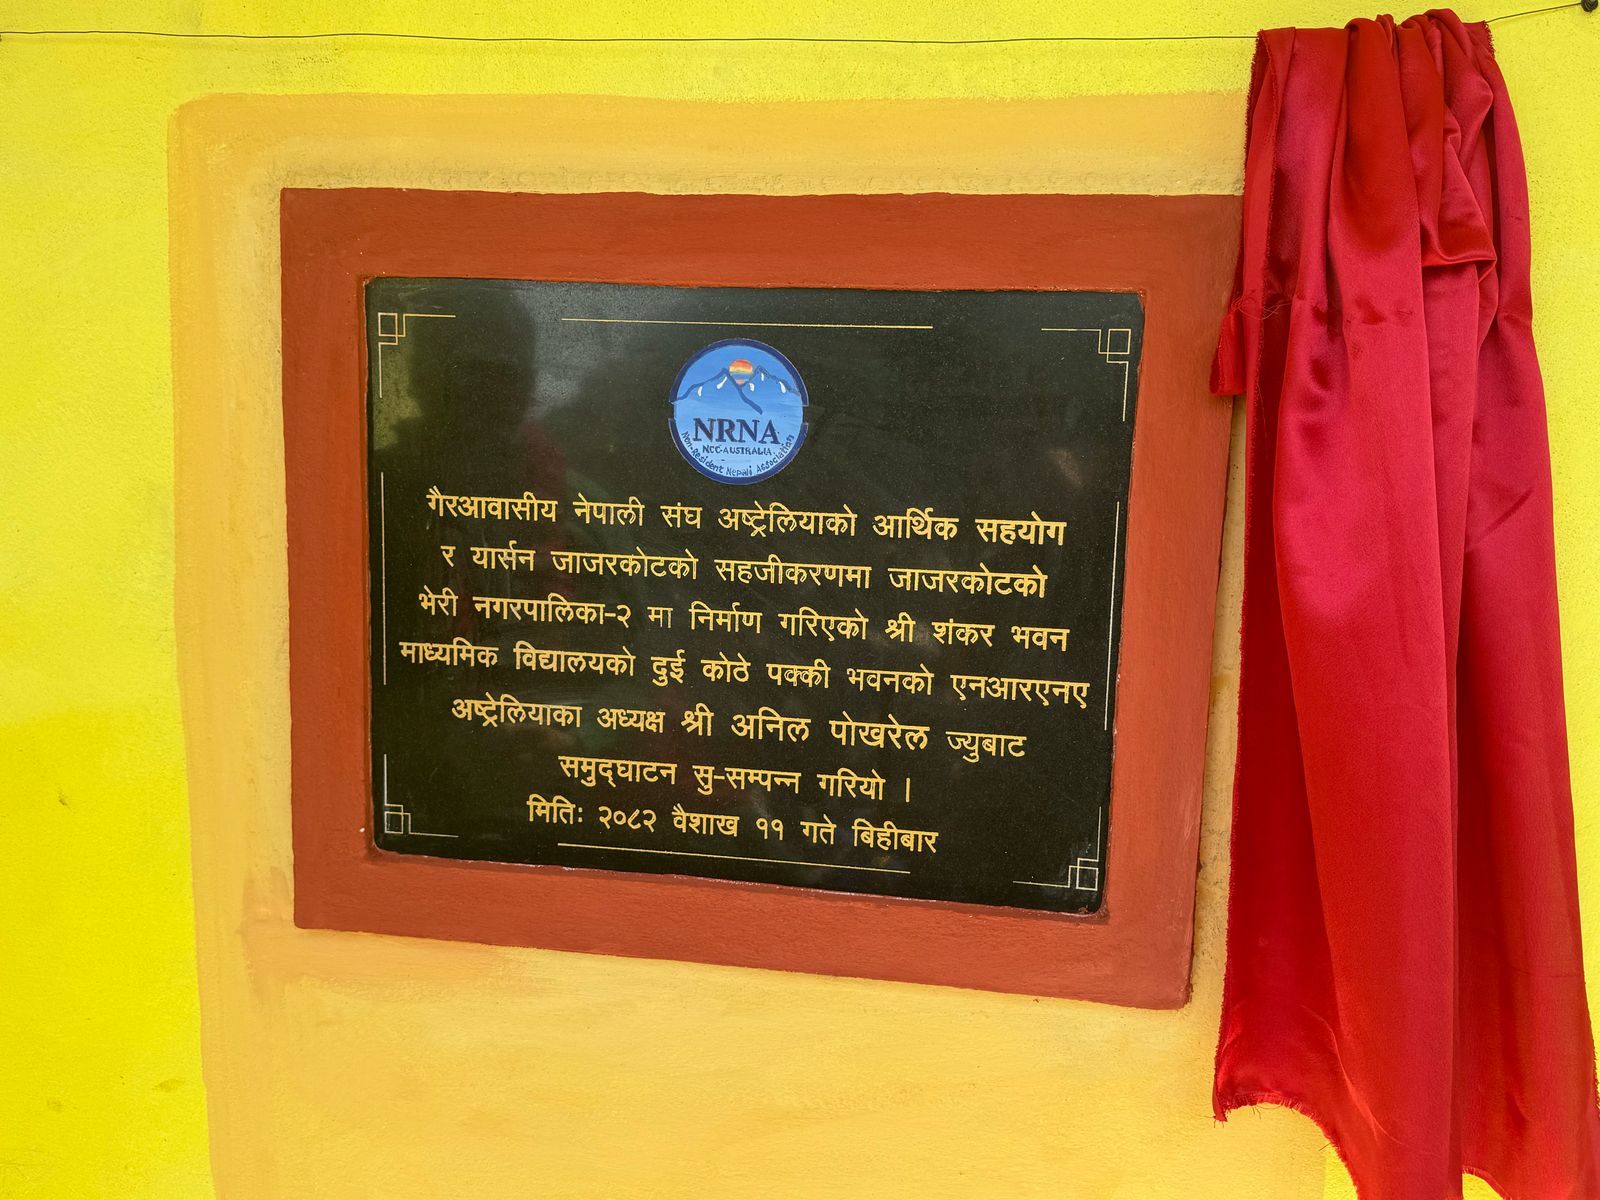 NRNA
NCC-AUSTRALIA
Non-Resident Nepali Association
गैरआवासीय नेपाली संघ अष्ट्रेलियाको आर्थिक सहयोग
र यार्सन जाजरकोटको सहजीकरणमा जाजरकोटको
भेरी नगरपालिका-२ मा निर्माण गरिएको श्री शंकर भवन
माध्यमिक विद्यालयको दुई कोठे पक्की भवनको एनआरएनए
अष्ट्रेलियाका अध्यक्ष श्री अनिल पोखरेल ज्युबाट
समुद्घाटन सु-सम्पन्न गरियो ।
मितिः २०८२ वैशाख ११ गते बिहीबार